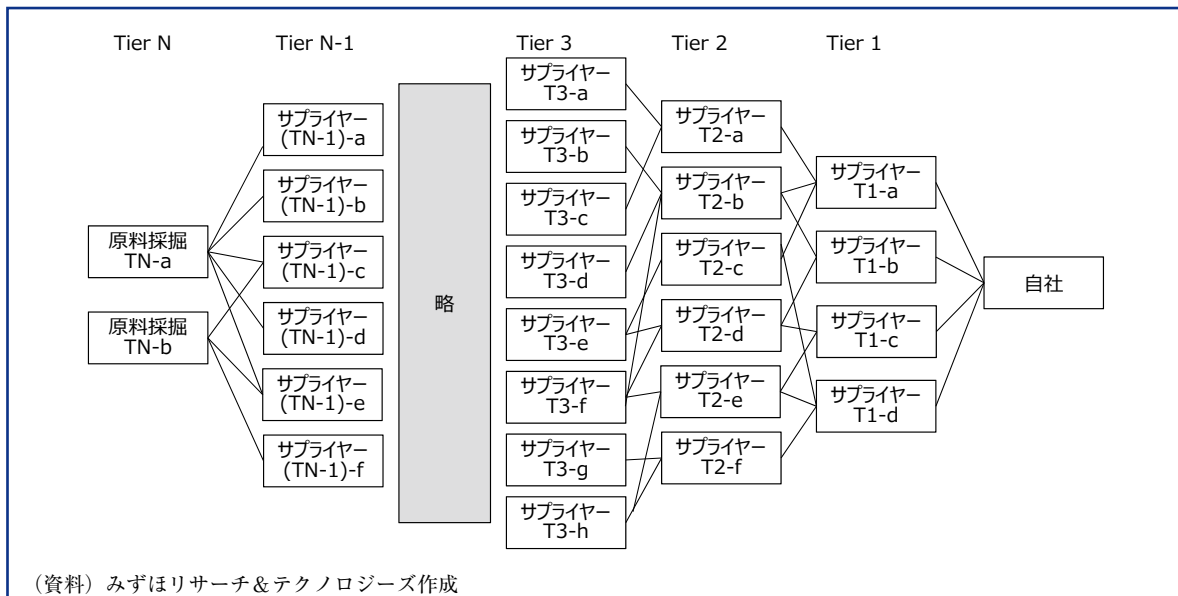 Tier N
Tier N-1
Tier 3
Tier 2
Tier 1
原料採掘
TN-a
原料採掘
TN-b
サプライヤー
(TN-1)-a
サプライヤー
(TN-1)-b
サプライヤー
(TN-1)-c
サプライヤー
(TN-1)-d
サプライヤー
(TN-1)-e
サプライヤー
(TN-1)-f
略
サプライヤー
T3-a
サプライヤー
T3-b
サプライヤー
T3-c
サプライヤー
T3-d
サプライヤー
T3-e
サプライヤー
T3-f
サプライヤー
T3-g
サプライヤー
T3-h
サプライヤー
T2-a
サプライヤー
T2-b
サプライヤー
T2-c
サプライヤー
T2-d
サプライヤー
T2-e
サプライヤー
T2-f
サプライヤー
T1-a
サプライヤー
T1-b
サプライヤー
T1-c
サプライヤー
T1-d
自社
（資料）みずほリサーチ＆テクノロジーズ作成